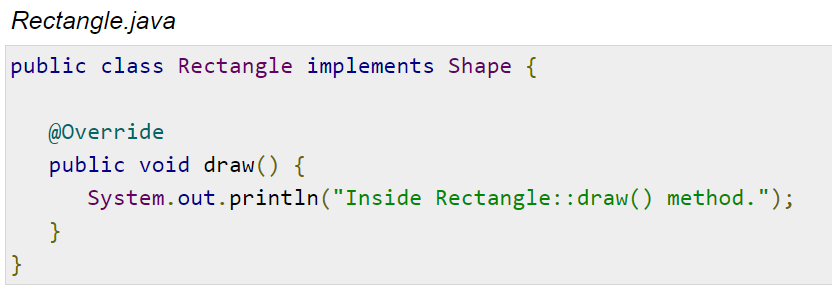 Rectangle.java
public class Rectangle implements Shape {
@Override
public void draw() {
System.out.println("Inside Rectangle::draw() method.");
}
}